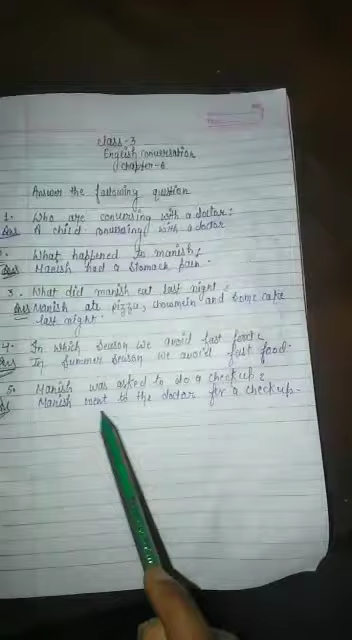 Class-3
English conversation
Chapter-6
Answer the following question
1. Who are conversing with a doctor?
Ans A child conversing with a doctor
What happened to manish?
Ans Manish had a stomach pain.
3. What did manish eat last night?
Ans Manish ate pizza, chowmein and some cake
last night.
4. In which season we avoid fast food?
Ans In summer season we avoid fast food.
5. Manish was asked to do a checkup?
Ans Manish went to the doctor for a checkup.